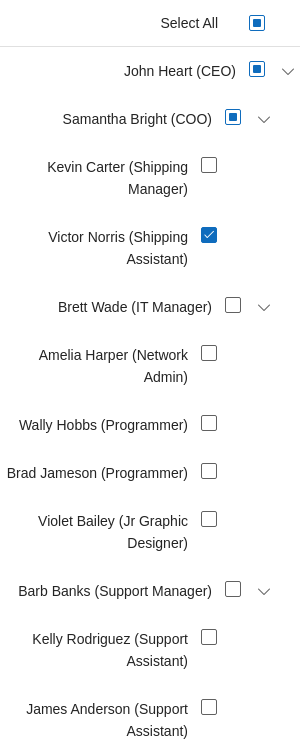 Select All
John Heart (CEO)
Samantha Bright (COO)
Kevin Carter (Shipping
Manager)
Victor Norris (Shipping
Assistant)
Brett Wade (IT Manager)
Amelia Harper (Network
Admin)
Wally Hobbs (Programmer)
Brad Jameson (Programmer)
Violet Bailey (Jr Graphic
Designer)
Barb Banks (Support Manager)
Kelly Rodriguez (Support
Assistant)
James Anderson (Support
Assistant)